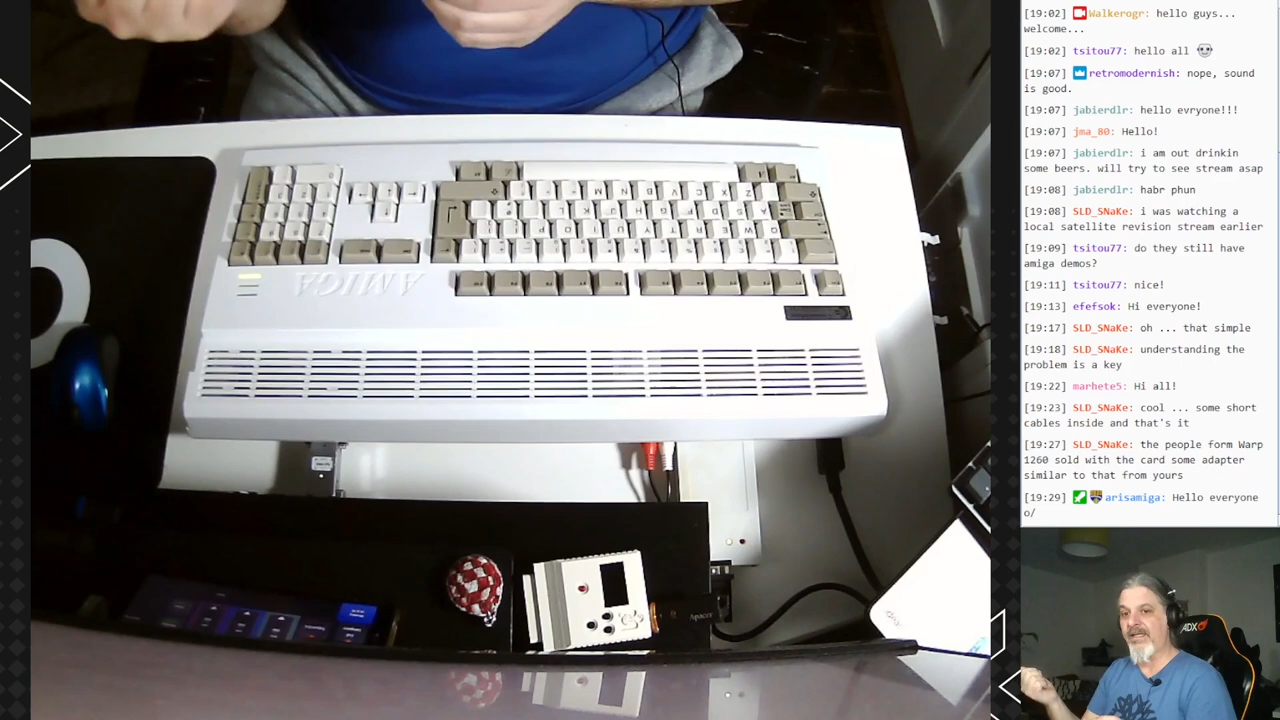 [19:02] Walkerogr: hello guys...
welcome...
[19:02] tsitou77: hello all
[19:07] retromodernish: nope, sound
is good.
[19:07] jabierdlr: hello evryone!!!
[19:07] jma_80: Hello!
[19:07] jabierdlr: i am out drinkin
some beers. will try to see stream asap
[19:08] jabierdlr: habr phun
[19:08] SLD_SNaKe: i was watching a
local satellite revision stream earlier
[19:09] tsitou77: do they still have
amiga demos?
[19:11] tsitou77: nice!
[19:13] efefsok: Hi everyone!
[19:17] SLD_SNaKe: oh ... that simple
[19:18] SLD_SNaKe: understanding the
problem is a key
[19:22] marhete5: Hi all!
[19:23] SLD_SNaKe: cool ... some short
cables inside and that's it
[19:27] SLD_SNaKe: the people form Warp
1260 sold with the card some adapter
similar to that from yours
[19:29] arisamiga: Hello everyone
o/
AMIGA
Apacer
ADX